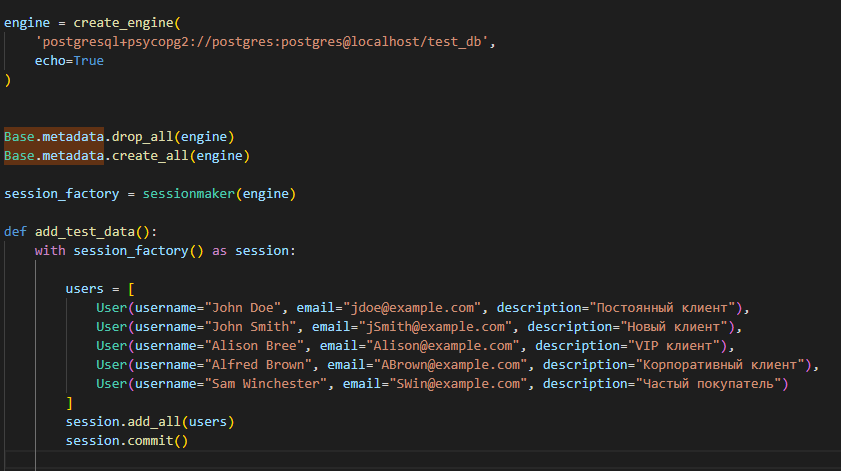 engine = create_engine(
    'postgresql+psycopg2://postgres:postgres@localhost/test_db',
    echo=True
)
Base.metadata.drop_all(engine)
Base.metadata.create_all(engine)
session_factory = sessionmaker(engine)
def add_test_data():
    with session_factory() as session:
        users = [
            User(username="John Doe", email="jdoe@example.com", description="Постоянный клиент"),
            User(username="John Smith", email="jSmith@example.com", description="Новый клиент"),
            User(username="Alison Bree", email="Alison@example.com", description="VIP клиент"),
            User(username="Alfred Brown", email="ABrown@example.com", description="Корпоративный клиент"),
            User(username="Sam Winchester", email="SWin@example.com", description="Частый покупатель")
        ]
        session.add_all(users)
        session.commit()